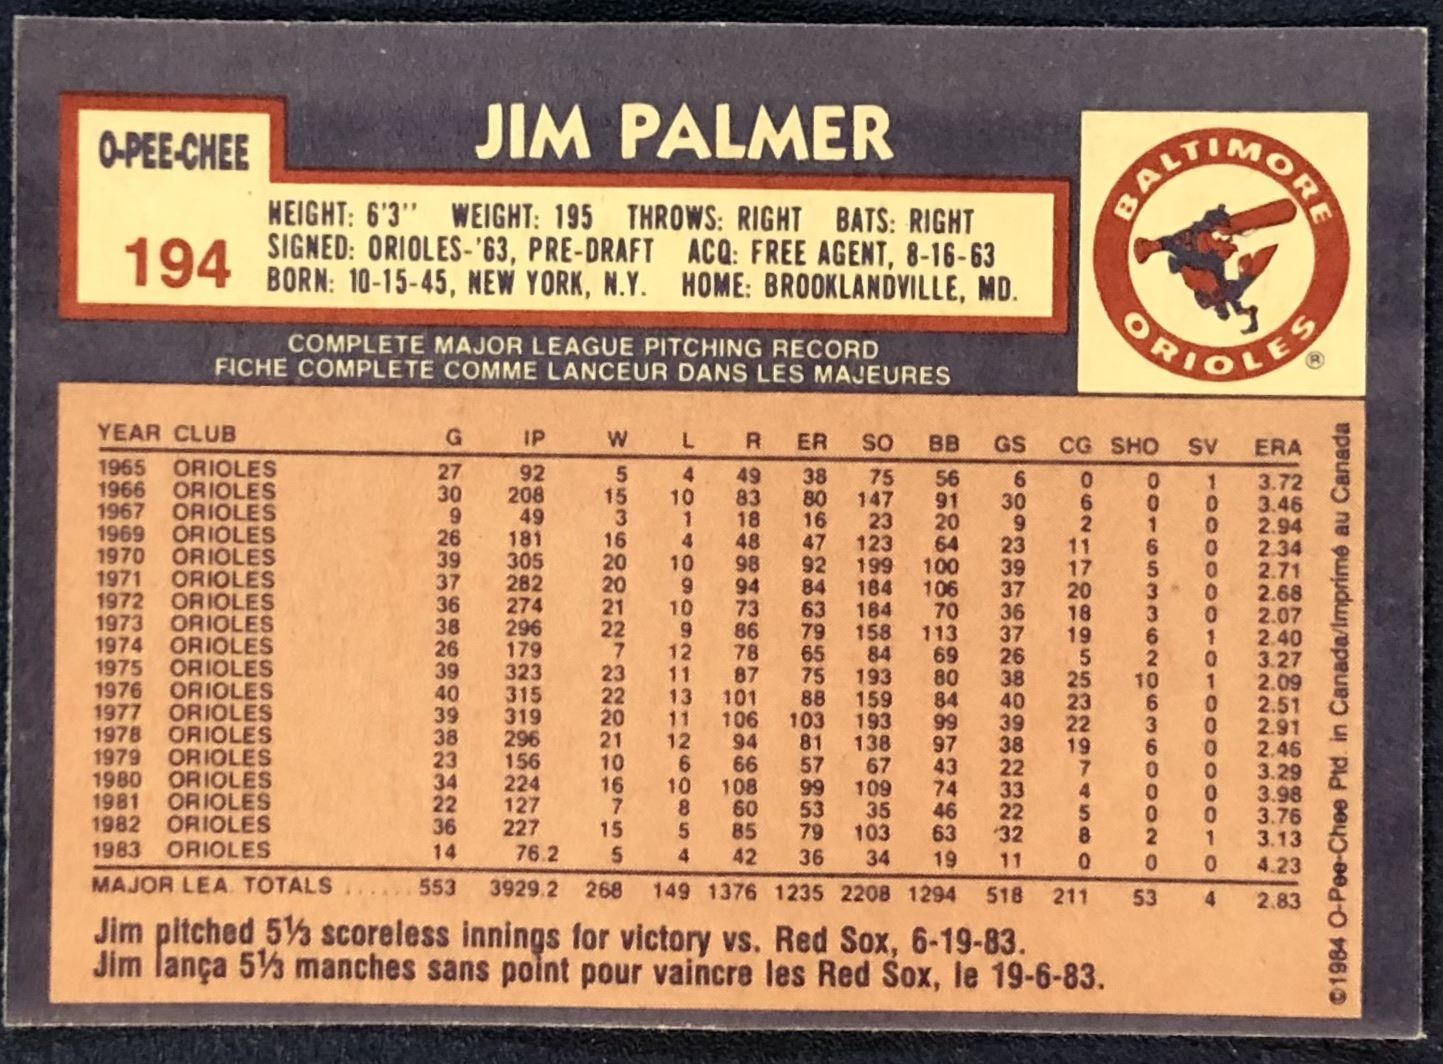 O-PEE-CHEE
194
JIM PALMER
HEIGHT: 6'3" WEIGHT: 195 THROWS: RIGHT BATS: RIGHT
SIGNED: ORIOLES-'63, PRE-DRAFT ACQ: FREE AGENT, 8-16-63
BORN: 10-15-45, NEW YORK, N.Y. HOME: BROOKLANDVILLE, MD.
BALTIMORE
ORIOLES
®
COMPLETE MAJOR LEAGUE PITCHING RECORD
FICHE COMPLETE COMME LANCEUR DANS LES MAJEURES
YEAR CLUB G IP W L R ER SO BB GS CG SHO SV ERA
1965 ORIOLES 27 92 5 4 49 38 75 56 6 0 0 1 3.72
1966 ORIOLES 30 208 15 10 83 80 147 91 30 6 0 0 3.46
1967 ORIOLES 9 49 3 1 18 16 23 20 9 2 1 0 2.94
1969 ORIOLES 26 181 16 4 48 47 123 64 23 11 6 0 2.34
1970 ORIOLES 39 305 20 10 98 92 199 100 39 17 5 0 2.71
1971 ORIOLES 37 282 20 9 94 84 184 106 37 20 3 0 2.68
1972 ORIOLES 36 274 21 10 73 63 184 70 36 18 3 0 2.07
1973 ORIOLES 38 296 22 9 86 79 158 113 37 19 6 1 2.40
1974 ORIOLES 26 179 7 12 78 65 84 69 26 5 2 0 3.27
1975 ORIOLES 39 323 23 11 87 75 193 80 38 25 10 1 2.09
1976 ORIOLES 40 315 22 13 101 88 159 84 40 23 6 0 2.51
1977 ORIOLES 39 319 20 11 106 103 193 99 39 22 3 0 2.91
1978 ORIOLES 38 296 21 12 94 81 138 97 38 19 6 0 2.46
1979 ORIOLES 23 156 10 6 66 57 67 43 22 7 0 0 3.29
1980 ORIOLES 34 224 16 10 108 99 109 74 33 4 0 0 3.98
1981 ORIOLES 22 127 7 8 60 53 35 46 22 5 0 0 3.76
1982 ORIOLES 36 227 15 5 85 79 103 63 32 8 2 1 3.13
1983 ORIOLES 14 76.2 5 4 42 36 34 19 11 0 0 0 4.23
MAJOR LEA. TOTALS ...... 553 3929.2 268 149 1376 1235 2208 1294 518 211 53 4 2.83
Jim pitched 5⅓ scoreless innings for victory vs. Red Sox, 6-19-83.
Jim lança 5⅓ manches sans point pour vaincre les Red Sox, le 19-6-83.
©1984 O-Pee-Chee Ptd. in Canada/Imprimé au Canada